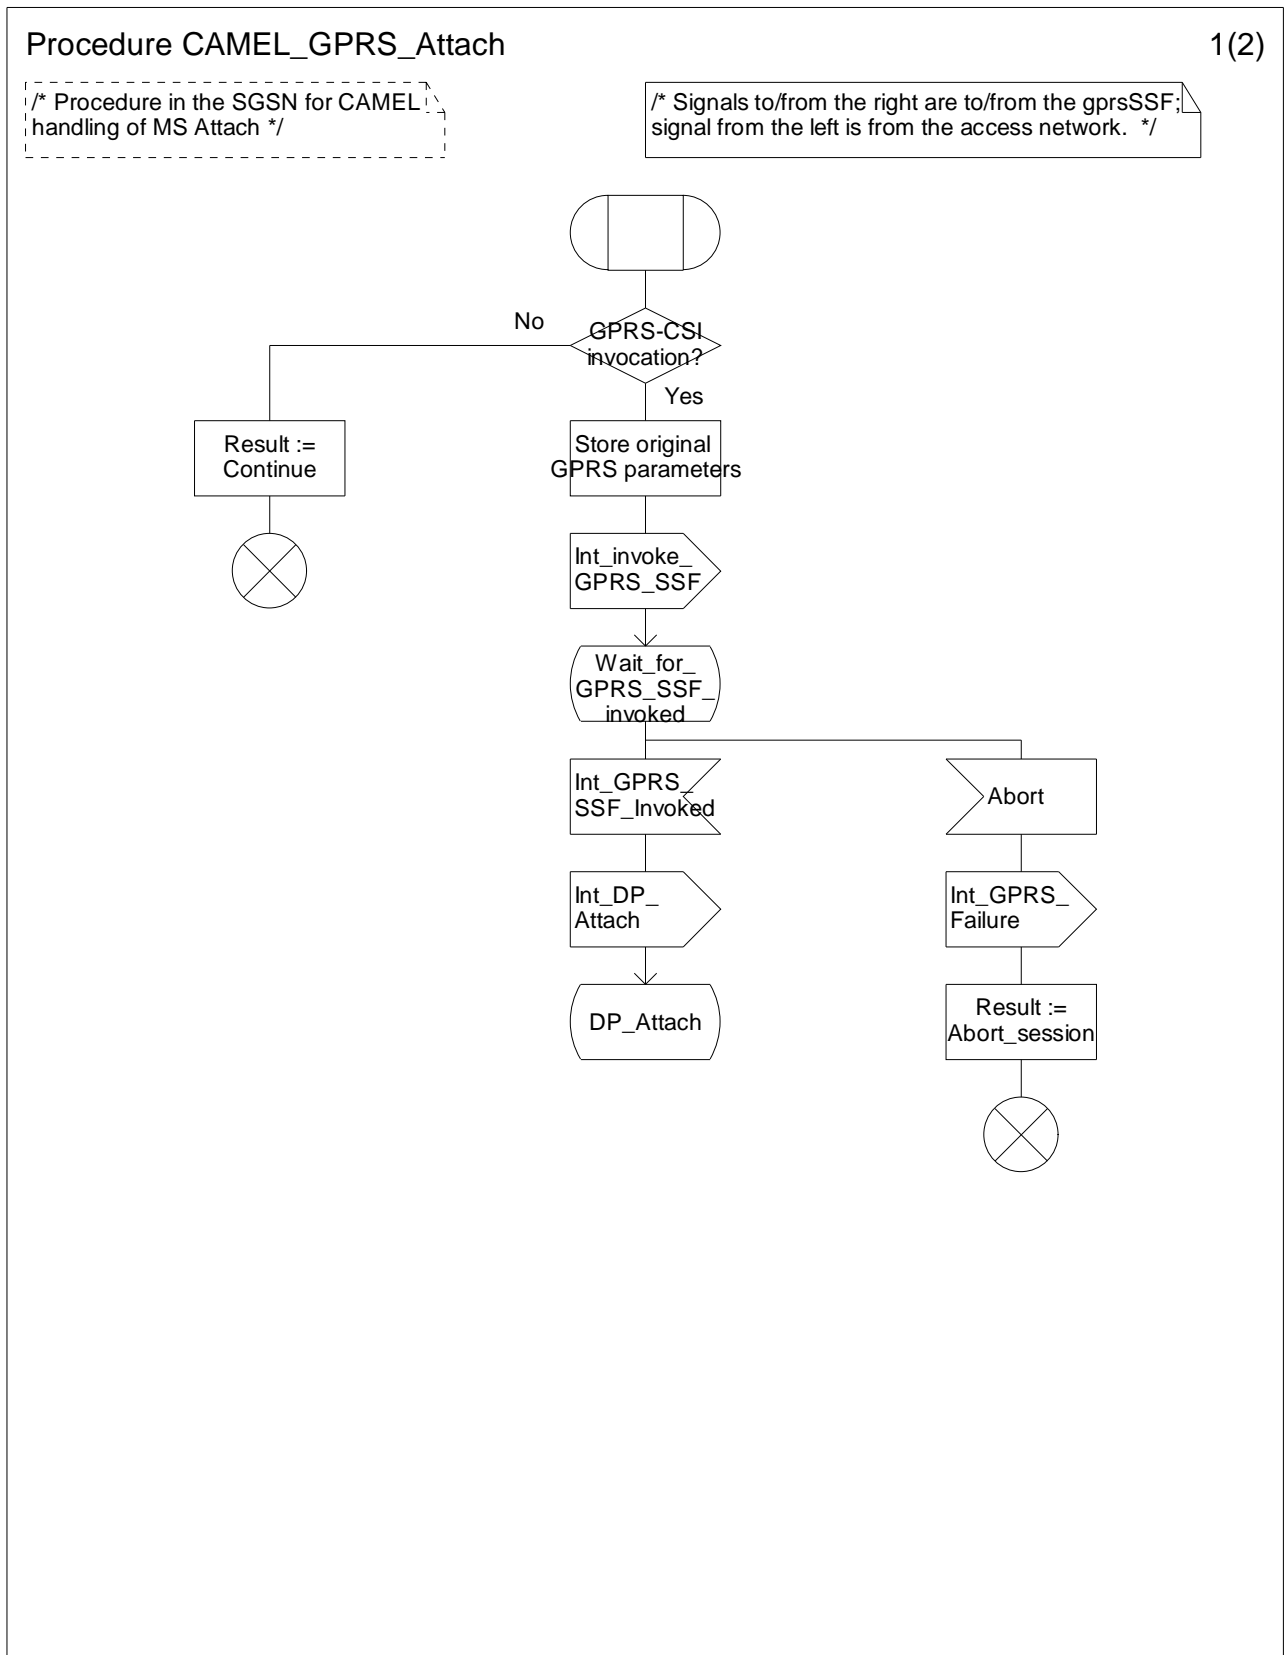 Procedure CAMEL_GPRS_Attach
1(2)
/* Procedure in the SGSN for CAMEL
handling of MS Attach */
/* Signals to/from the right are to/from the gprsSSF;
signal from the left is from the access network.  */
GPRS-CSI
invocation?
No
Yes
Result :=
Continue
Store original
GPRS parameters
Int_invoke_
GPRS_SSF
Wait_for_
GPRS_SSF_
invoked
Int_GPRS_
SSF_Invoked
Abort
Int_DP_
Attach
Int_GPRS_
Failure
DP_Attach
Result :=
Abort_session